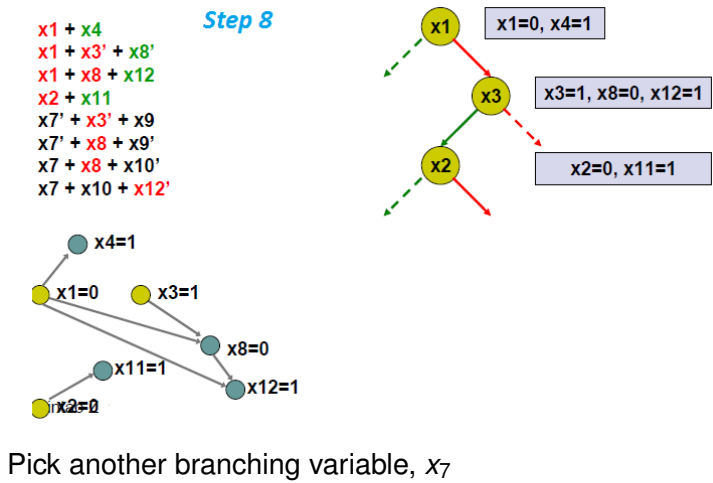 Step 8
x1 + x4
x1 + x3’ + x8’
x1 + x8 + x12
x2 + x11
x7’ + x3’ + x9
x7’ + x8 + x9’
x7 + x8 + x10’
x7 + x10 + x12’
x1
x1=0, x4=1
x3
x3=1, x8=0, x12=1
x2
x2=0, x11=1
x4=1
x1=0
x3=1
x8=0
x11=1
x12=1
x2=0
Pick another branching variable, x7